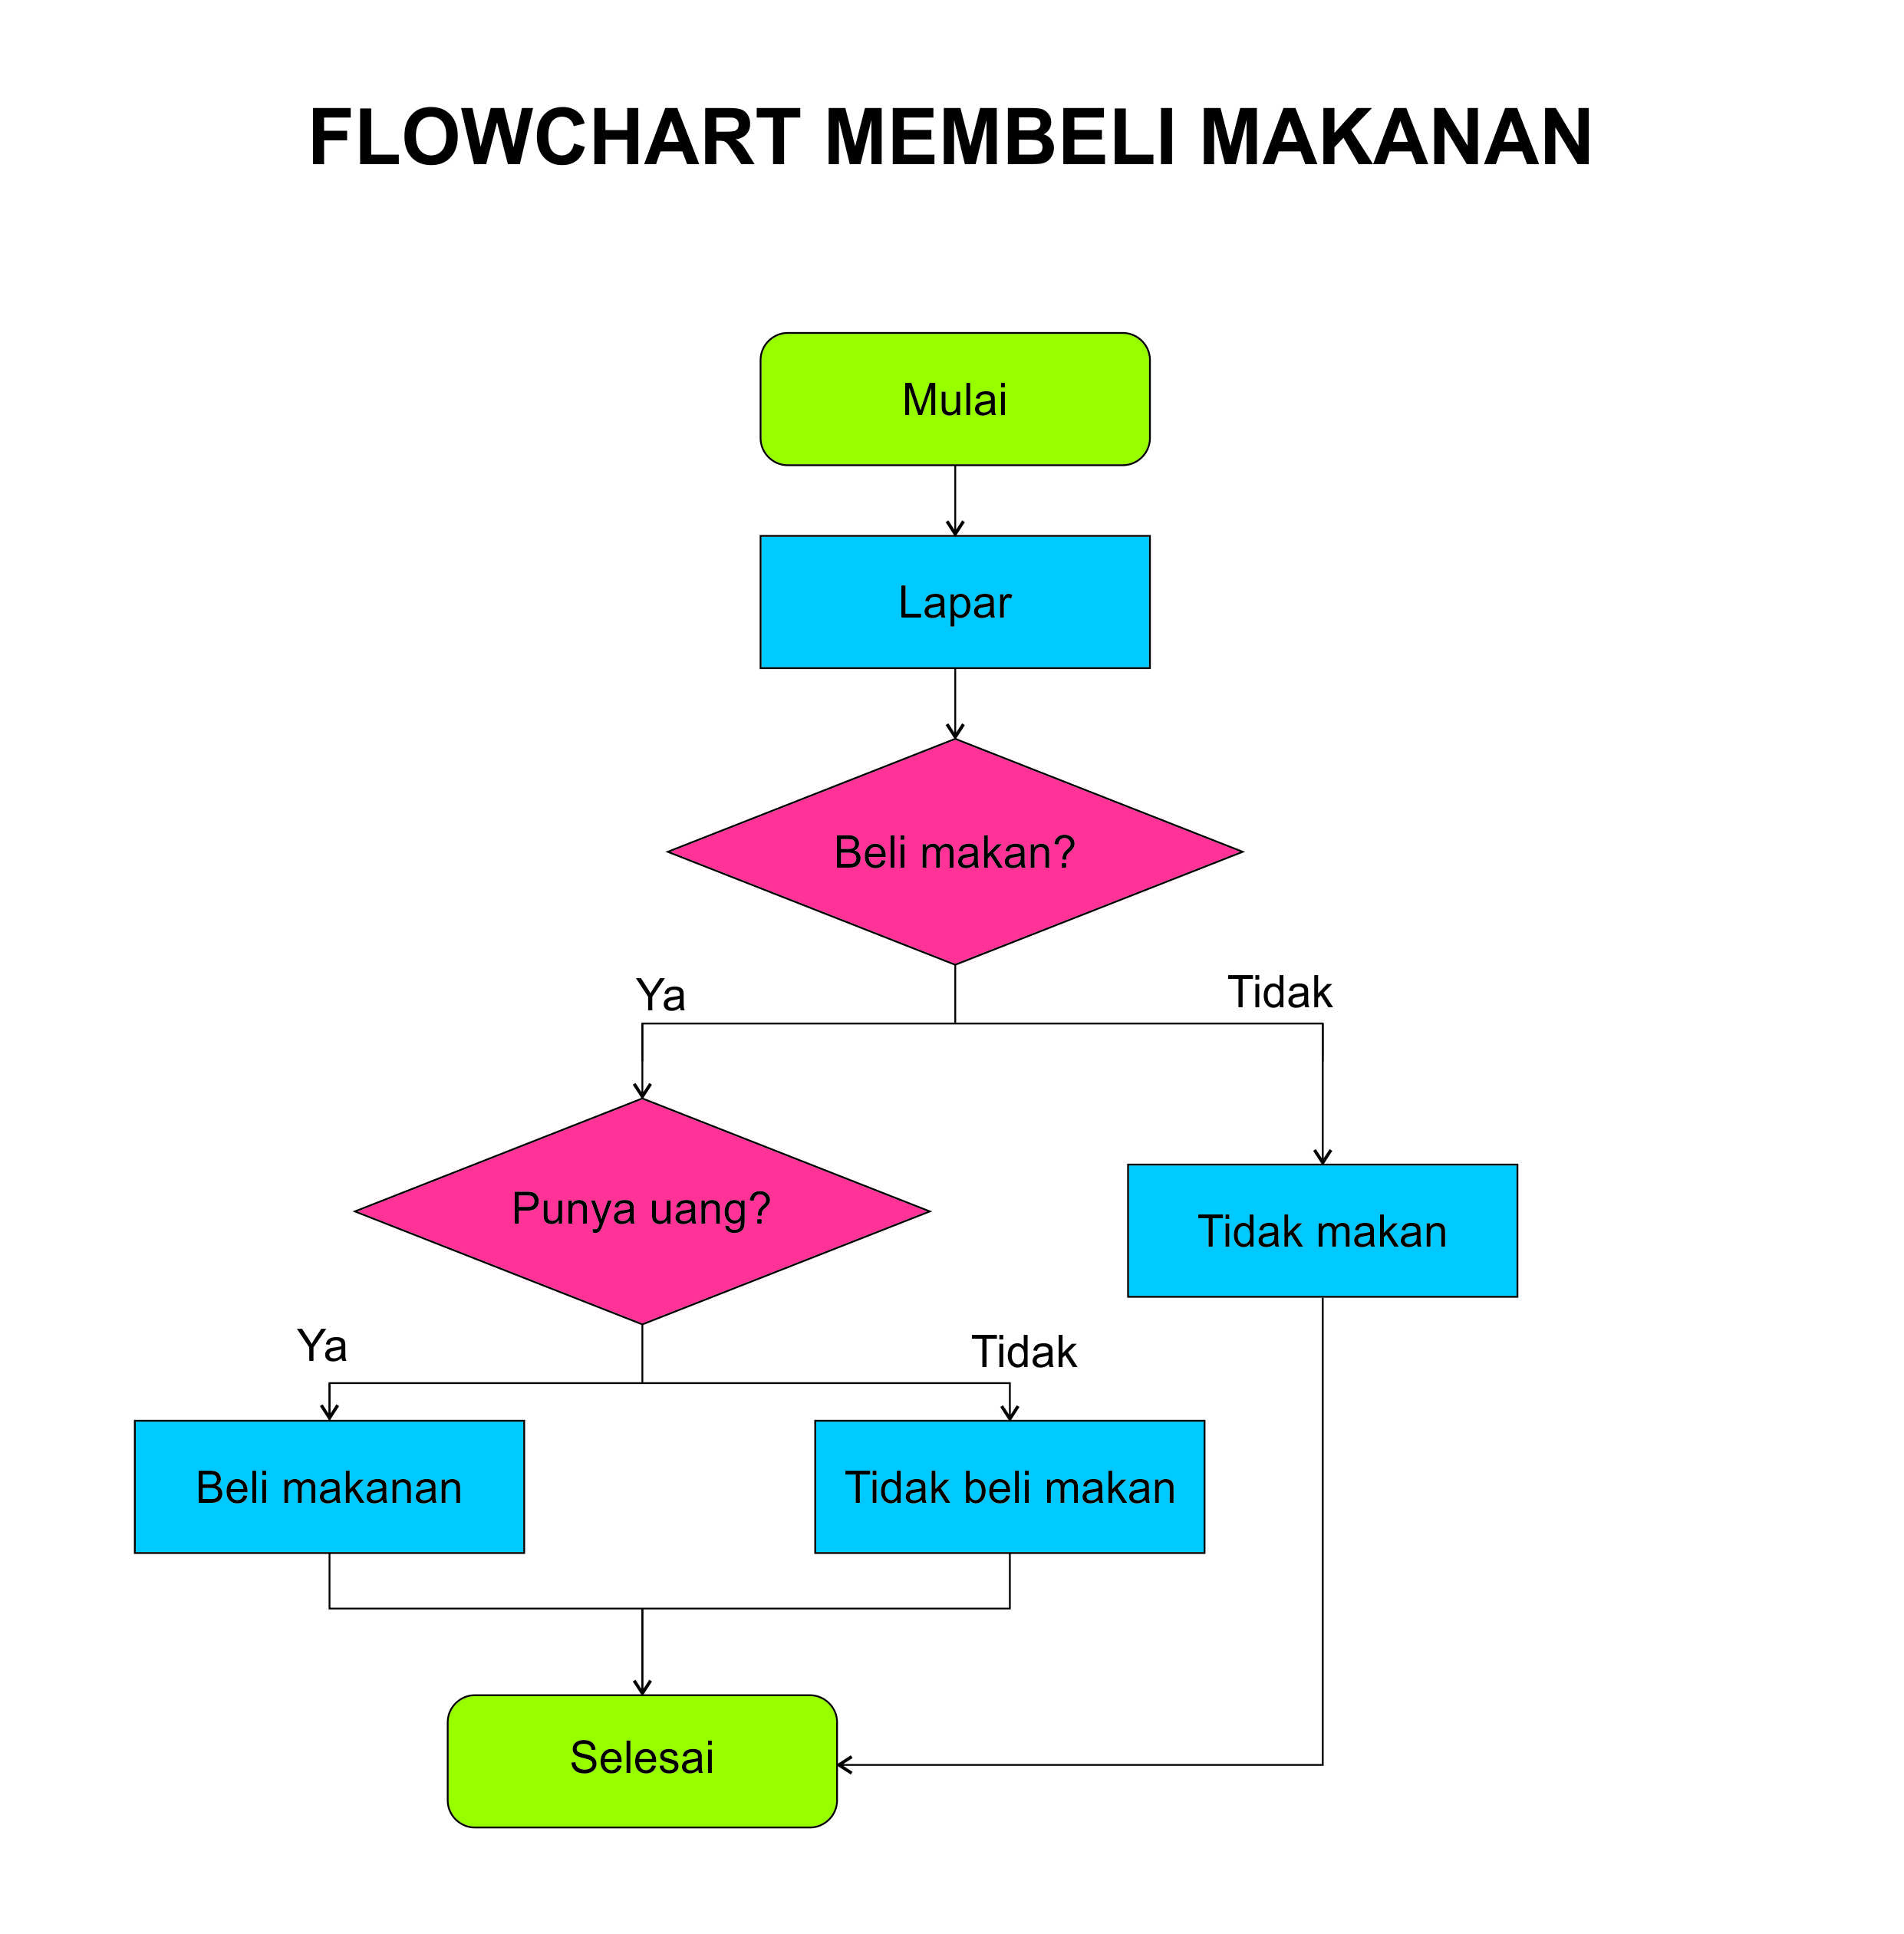 FLOWCHART MEMBELI MAKANAN
Mulai
Lapar
Beli makan?
Ya
Tidak
Punya uang?
Tidak makan
Ya
Tidak
Beli makanan
Tidak beli makan
Selesai